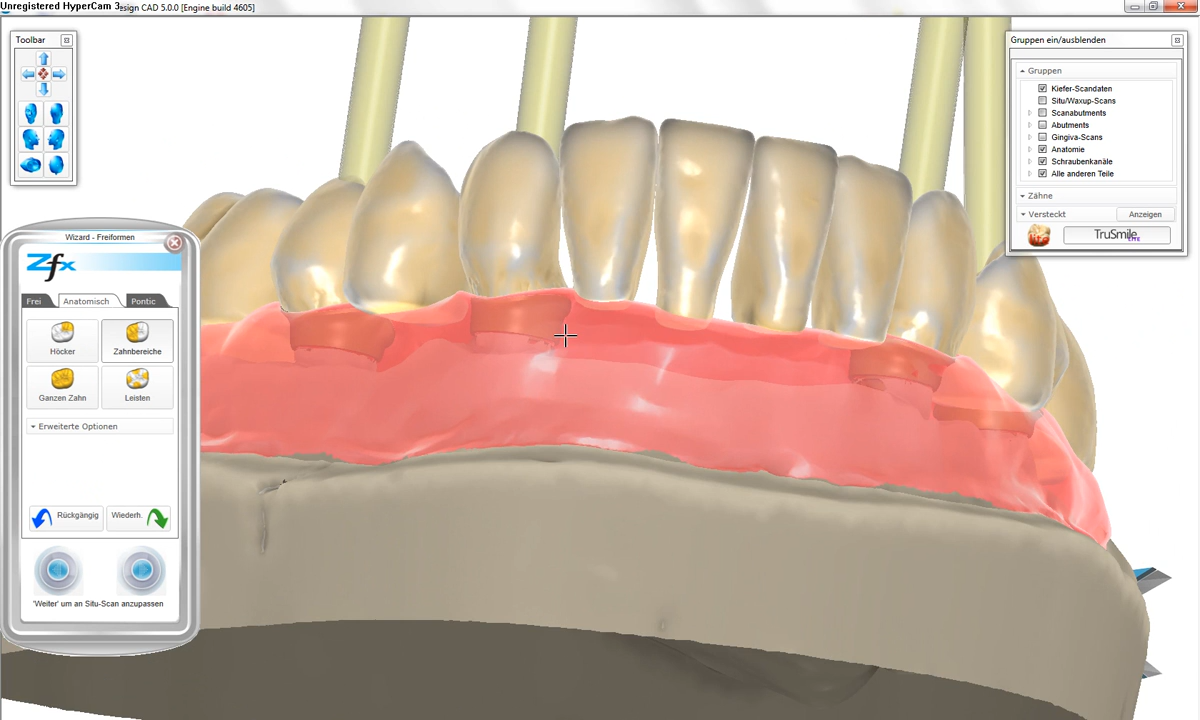 Unregistered HyperCam 3
esign CAD 5.0.0 [Engine build 4605]
Toolbar
Gruppen ein/ausblenden
Gruppen
Kiefer-Scandaten
Situ/Waxup-Scans
Scanabutments
Abutments
Gingiva-Scans
Anatomie
Schraubenkanäle
Alle anderen Teile
Zähne
Versteckt
Anzeigen
TruSmile
LITE
Wizard - Freiformen
Zfx
Frei
Anatomisch
Pontic
Höcker
Zahnbereiche
Ganzen Zahn
Leisten
Erweiterte Optionen
Rückgängig
Wiederh.
'Weiter' um an Situ-Scan anzupassen